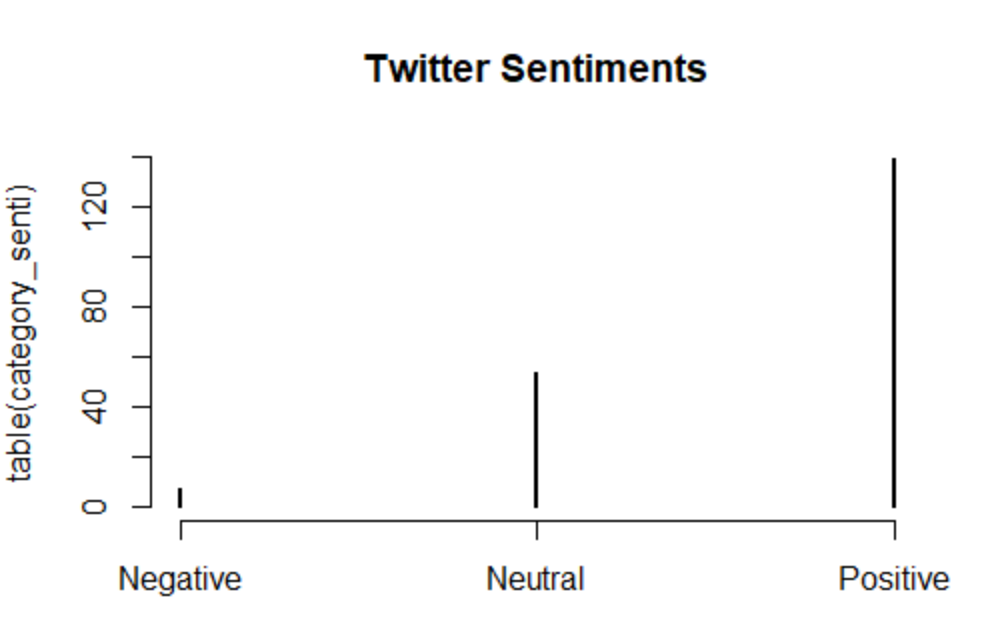 Twitter Sentiments
table(category_senti)
120
80
40
0
Negative Neutral Positive